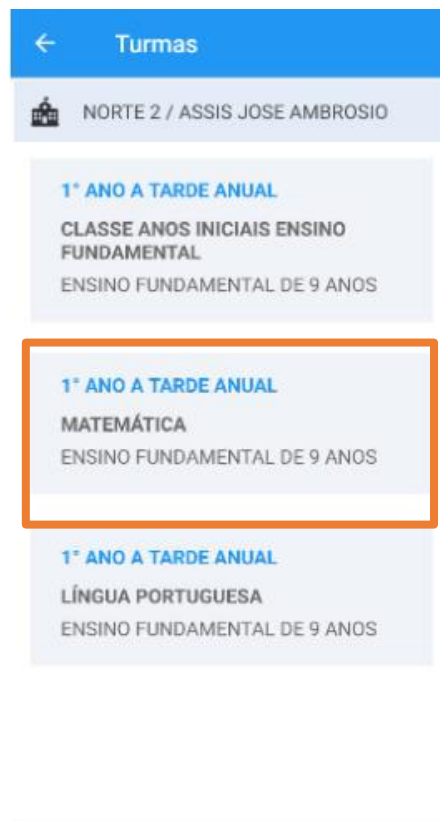 Turmas
NORTE 2 / ASSIS JOSE AMBROSIO
1° ANO A TARDE ANUAL
CLASSE ANOS INICIAIS ENSINO
FUNDAMENTAL
ENSINO FUNDAMENTAL DE 9 ANOS
1° ANO A TARDE ANUAL
MATEMÁTICA
ENSINO FUNDAMENTAL DE 9 ANOS
1° ANO A TARDE ANUAL
LÍNGUA PORTUGUESA
ENSINO FUNDAMENTAL DE 9 ANOS